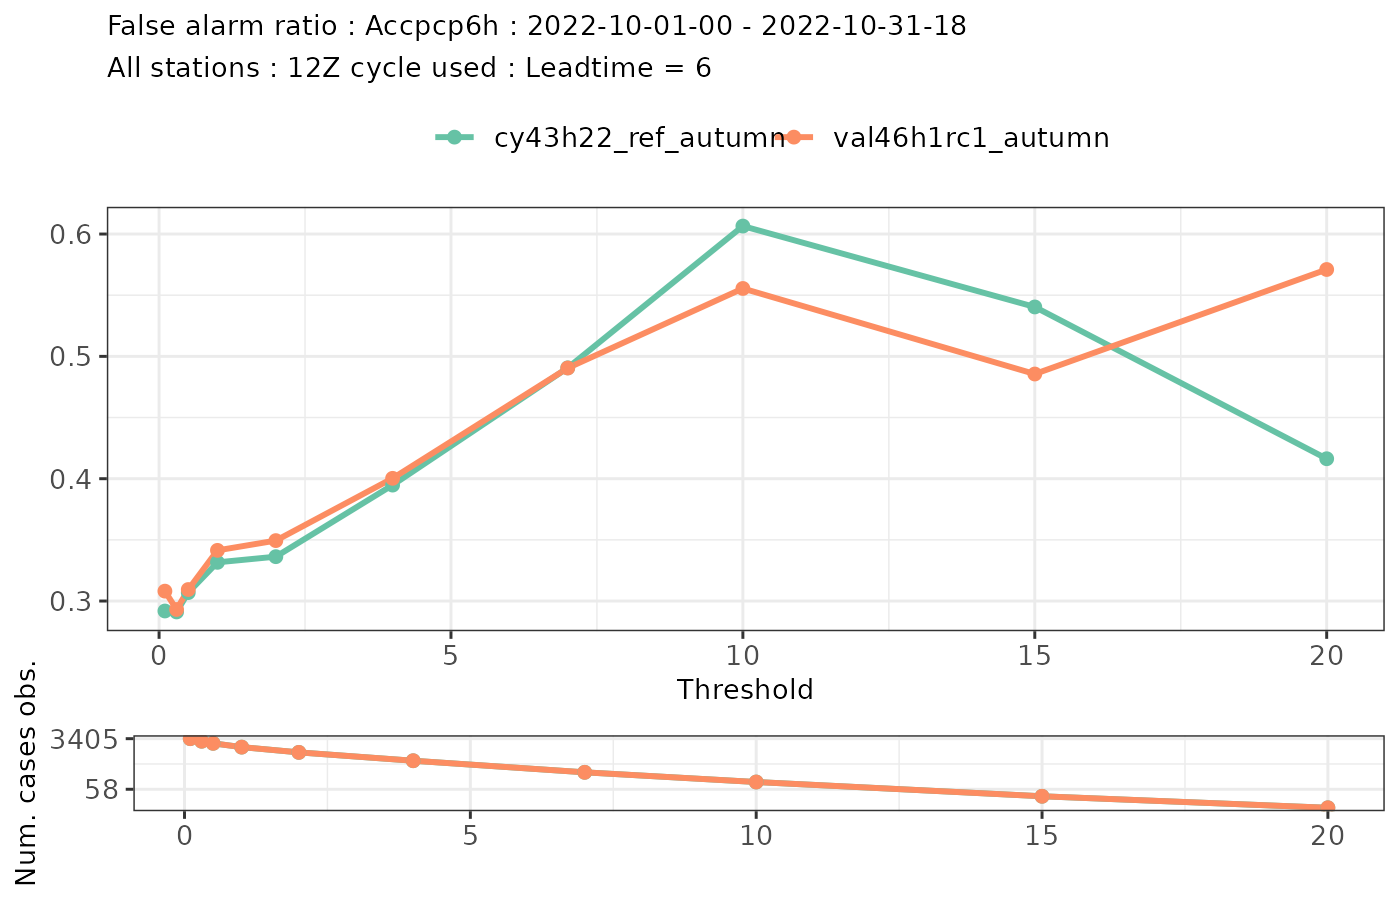 False alarm ratio : Accpcp6h : 2022-10-01-00 - 2022-10-31-18
All stations : 12Z cycle used : Leadtime = 6
cy43h22_ref_autumn val46h1rc1_autumn
0.6
0.5
0.4
0.3
0 5 10 15 20
Threshold
Num. cases obs.
3405
58
0 5 10 15 20